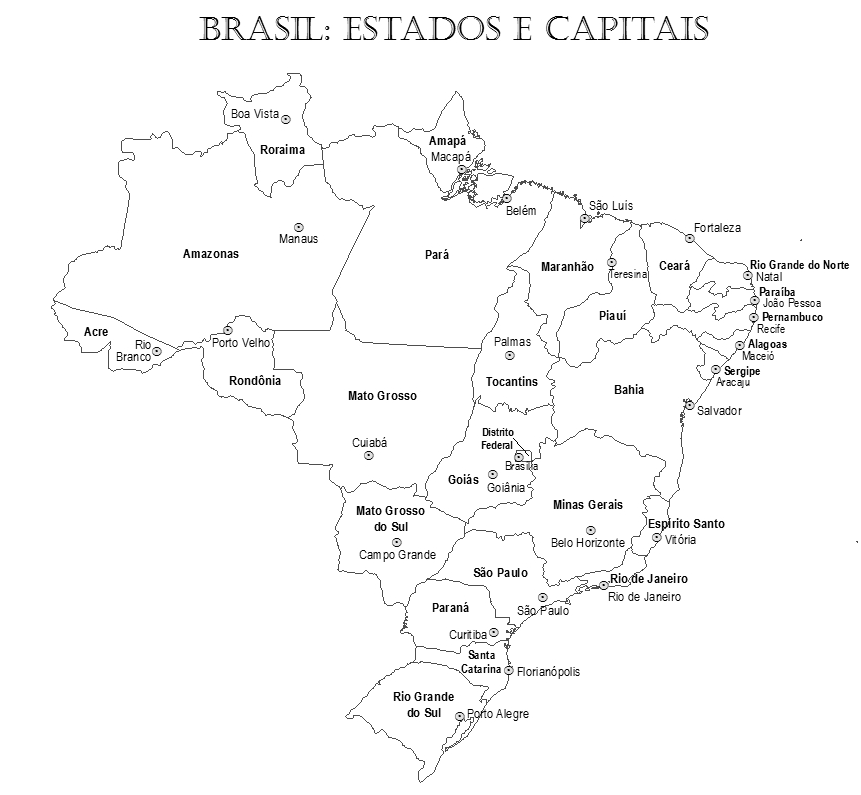 BRASIL: ESTADOS E CAPITAIS
Boa Vista
Roraima
Amapá
Macapá
Belém
São Luís
Fortaleza
Manaus
Amazonas
Pará
Maranhão
Teresina
Ceará
Rio Grande do Norte
Natal
Paraíba
João Pessoa
Piauí
Pernambuco
Recife
Acre
Rio
Branco
Porto Velho
Rondônia
Palmas
Tocantins
Alagoas
Maceió
Sergipe
Aracaju
Mato Grosso
Bahia
Salvador
Cuiabá
Distrito
Federal
Brasília
Goiás
Goiânia
Mato Grosso
do Sul
Campo Grande
Minas Gerais
Belo Horizonte
Espírito Santo
Vitória
São Paulo
São Paulo
Rio de Janeiro
Rio de Janeiro
Paraná
Curitiba
Santa
Catarina
Florianópolis
Rio Grande
do Sul
Porto Alegre